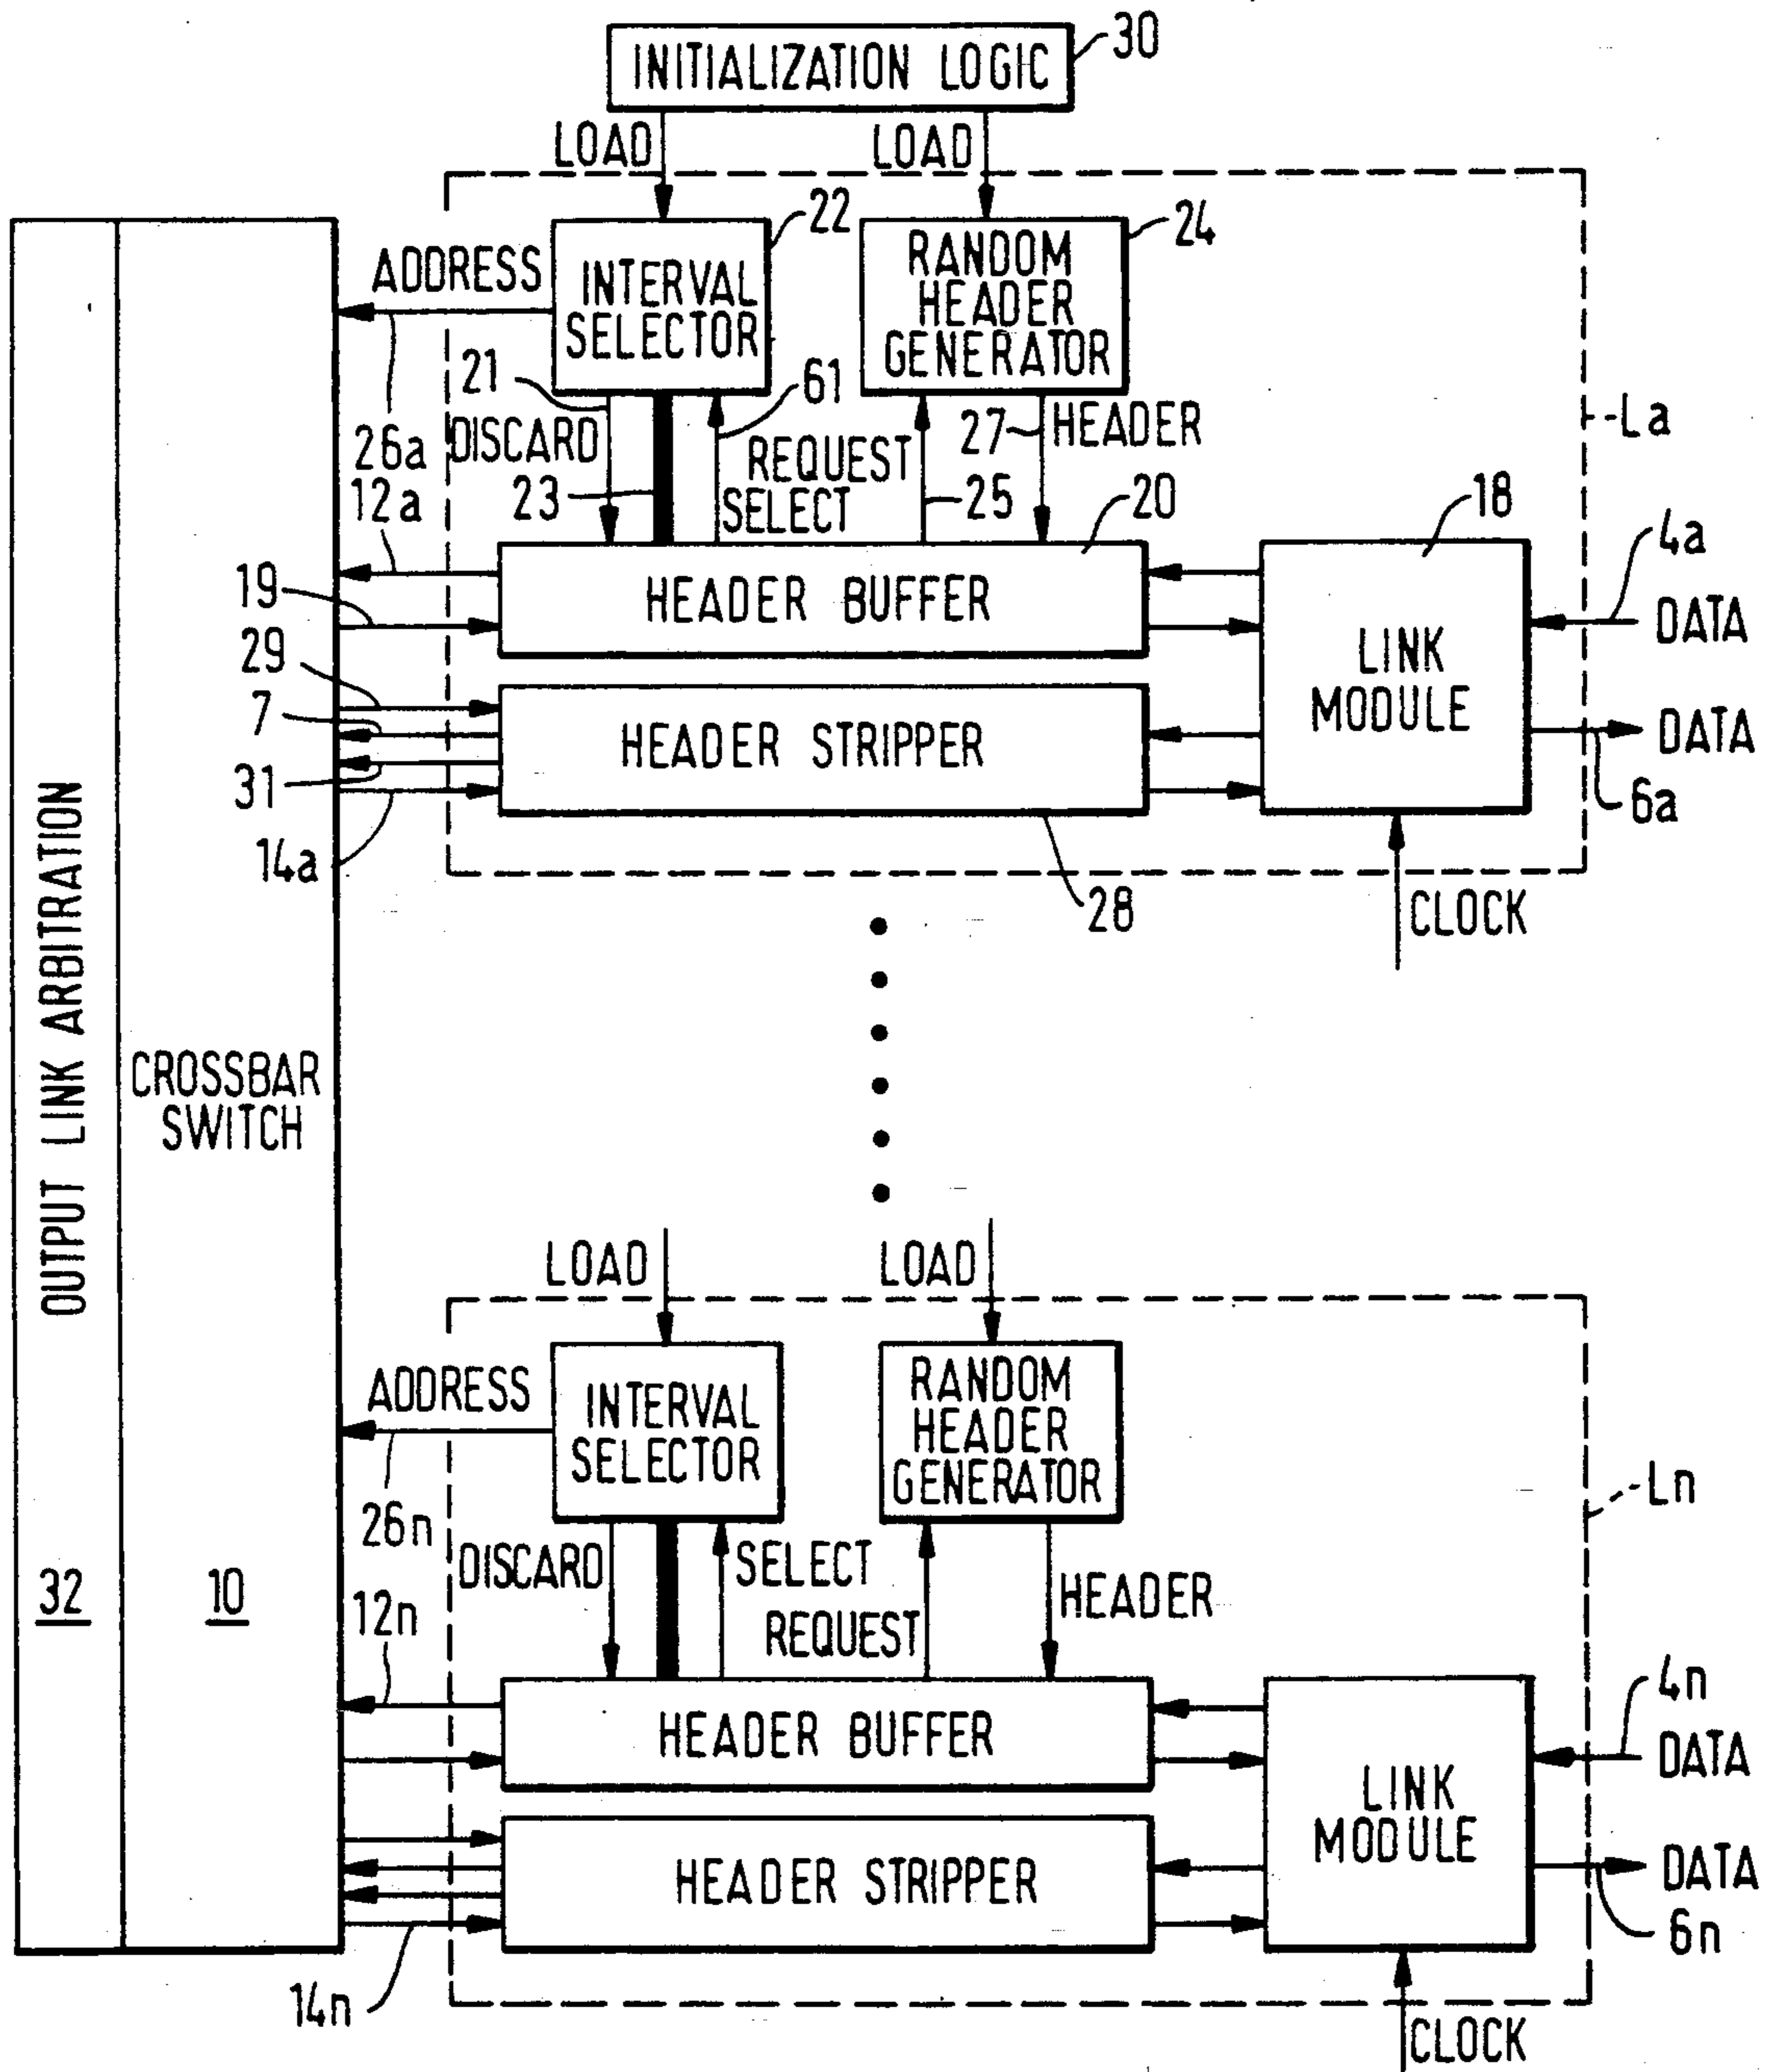 INITIALIZATION LOGIC
30
LOAD
LOAD
22
24
ADDRESS
INTERVAL
SELECTOR
RANDOM
HEADER
GENERATOR
21
61
La
26a
DISCARD
REQUEST
27
HEADER
12a
23
SELECT
25
20
18
4a
HEADER BUFFER
19
DATA
29
LINK
MODULE
7
HEADER STRIPPER
DATA
31
6a
14a
28
CLOCK
OUTPUT LINK ARBITRATION
CROSSBAR
SWITCH
LOAD
LOAD
ADDRESS
INTERVAL
SELECTOR
RANDOM
HEADER
GENERATOR
Ln
26n
DISCARD
SELECT
REQUEST
HEADER
32
10
12n
4n
HEADER BUFFER
DATA
LINK
MODULE
HEADER STRIPPER
DATA
6n
14n
CLOCK